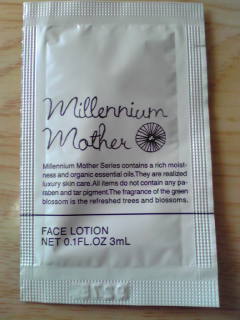 Millennium
Mother
Millennium Mother Series contains a rich moist-
ness and organic essential oils.They are realized
luxury skin care.All items do not contain any pa-
raben and tar pigment.The fragrance of the green
blossom is the refreshed trees and blossoms.
FACE LOTION
NET 0.1FL.OZ 3mL